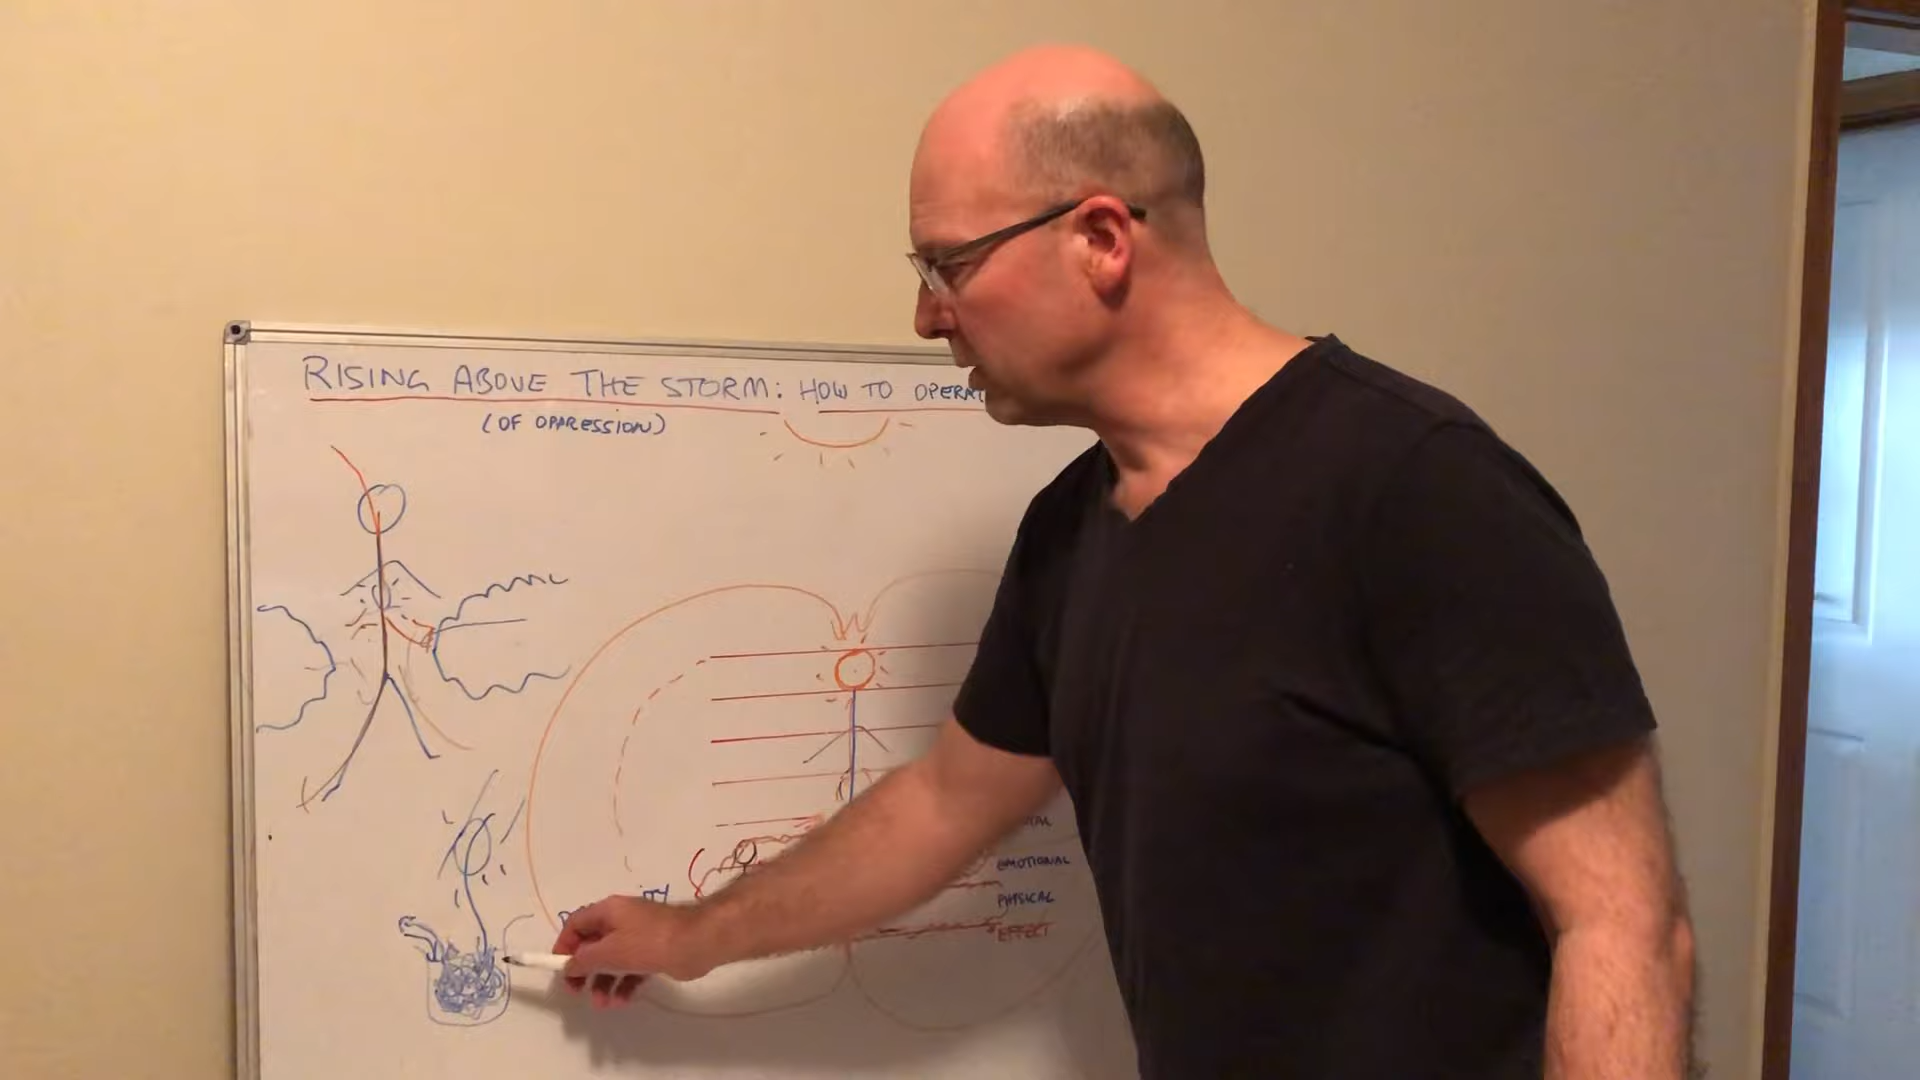 RISING ABOVE THE STORM: HOW TO OPERAT
(OF OPPRESSION)
EMOTIONAL
PHYSICAL
EFFECT